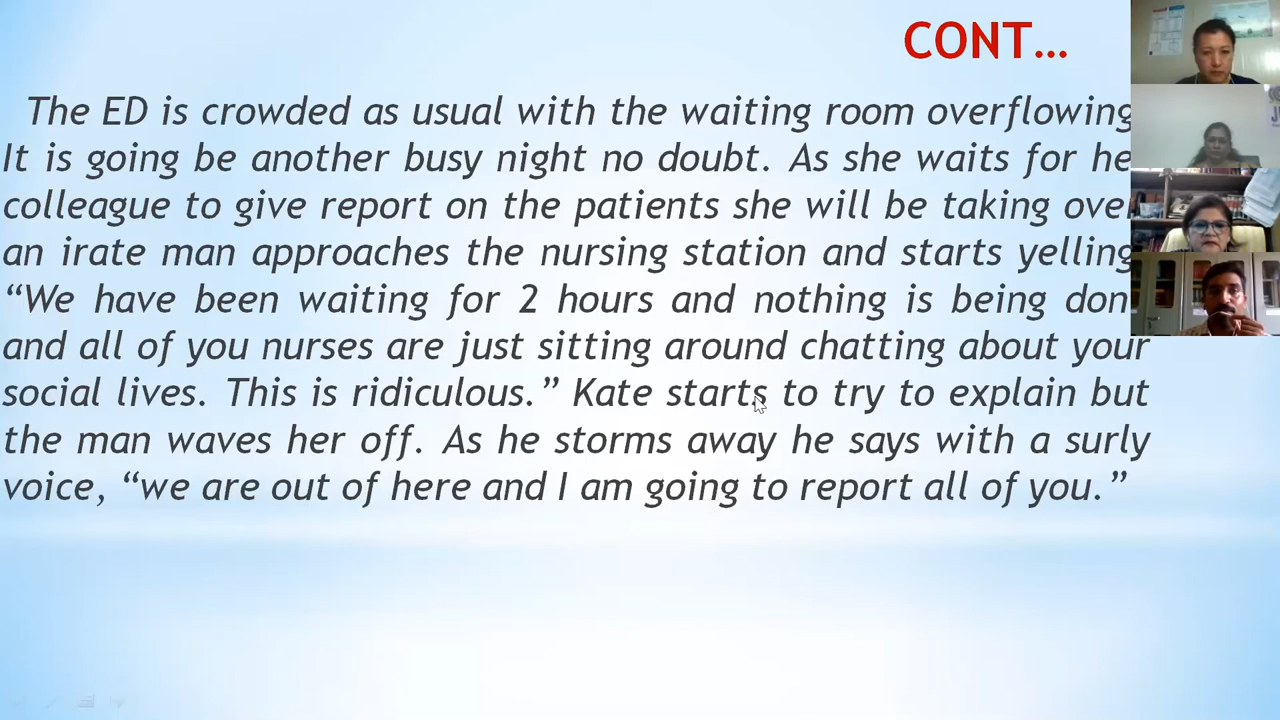 CONT…
The ED is crowded as usual with the waiting room overflowing
It is going be another busy night no doubt. As she waits for
colleague to give report on the patients she will be taking
an irate man approaches the nursing station and starts yelling
“We have been waiting for 2 hours and nothing is being
and all of you nurses are just sitting around chatting about your
social lives. This is ridiculous.” Kate starts to try to explain but
the man waves her off. As he storms away he says with a surly
voice, “we are out of here and I am going to report all of you.”